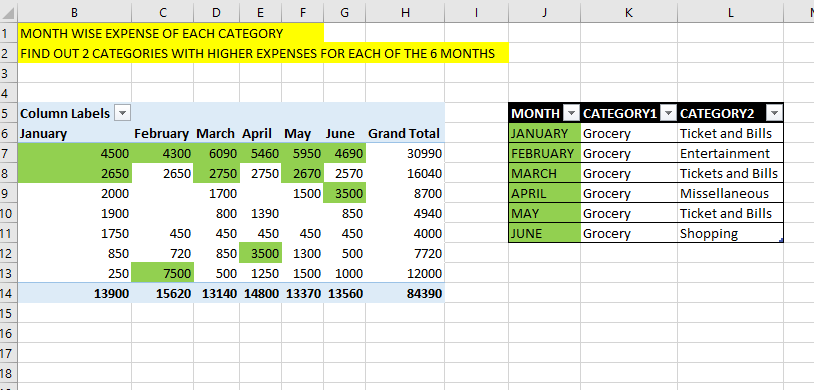 B C D E F G H I J K L
1 MONTH WISE EXPENSE OF EACH CATEGORY
2 FIND OUT 2 CATEGORIES WITH HIGHER EXPENSES FOR EACH OF THE 6 MONTHS
3
4
5 Column Labels MONTH CATEGORY1 CATEGORY2
6 January February March April May June Grand Total JANUARY Grocery Ticket and Bills
7 4500 4300 6090 5460 5950 4690 30990 FEBRUARY Grocery Entertainment
8 2650 2650 2750 2750 2670 2570 16040 MARCH Grocery Tickets and Bills
9 2000 1700 1500 3500 8700 APRIL Grocery Missellaneous
10 1900 800 1390 850 4940 MAY Grocery Ticket and Bills
11 1750 450 450 450 450 450 4000 JUNE Grocery Shopping
12 850 720 850 3500 1300 500 7720
13 250 7500 500 1250 1500 1000 12000
14 13900 15620 13140 14800 13370 13560 84390
15
16
17
18